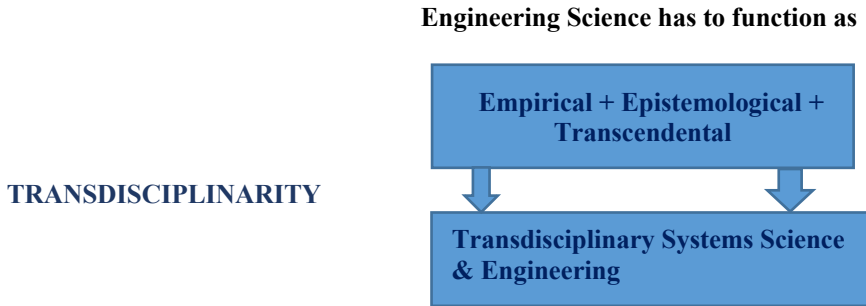 Engineering Science has to function as
Empirical + Epistemological +
Transcendental
TRANSDISCIPLINARITY
Transdisciplinary Systems Science
& Engineering